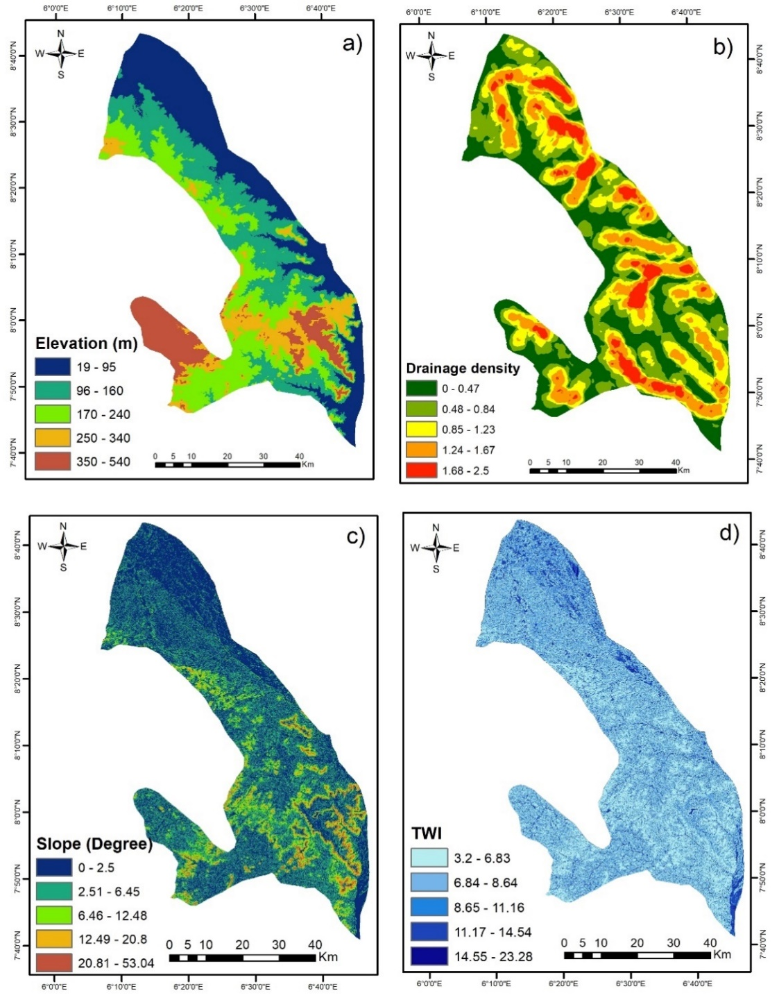 6°0'0"E 6°10'0"E 6°20'0"E 6°30'0"E 6°40'0"E
a)
N
W E
S
8°40'0"N
8°30'0"N
8°20'0"N
8°10'0"N
8°0'0"N
7°50'0"N
7°40'0"N
Elevation (m)
19 - 95
96 - 160
170 - 240
250 - 340
350 - 540
0 5 10 20 30 40
Km
6°0'0"E 6°10'0"E 6°20'0"E 6°30'0"E 6°40'0"E
b)
N
W E
S
8°40'0"N
8°30'0"N
8°20'0"N
8°10'0"N
8°0'0"N
7°50'0"N
7°40'0"N
Drainage density
0 - 0.47
0.48 - 0.84
0.85 - 1.23
1.24 - 1.67
1.68 - 2.5
0 5 10 20 30 40
Km
c)
N
W E
S
8°40'0"N
8°30'0"N
8°20'0"N
8°10'0"N
8°0'0"N
7°50'0"N
7°40'0"N
Slope (Degree)
0 - 2.5
2.51 - 6.45
6.46 - 12.48
12.49 - 20.8
20.81 - 53.04
0 5 10 20 30 40
Km
6°0'0"E 6°10'0"E 6°20'0"E 6°30'0"E 6°40'0"E
d)
N
W E
S
8°40'0"N
8°30'0"N
8°20'0"N
8°10'0"N
8°0'0"N
7°50'0"N
7°40'0"N
TWI
3.2 - 6.83
6.84 - 8.64
8.65 - 11.16
11.17 - 14.54
14.55 - 23.28
0 5 10 20 30 40
Km
6°0'0"E 6°10'0"E 6°20'0"E 6°30'0"E 6°40'0"E